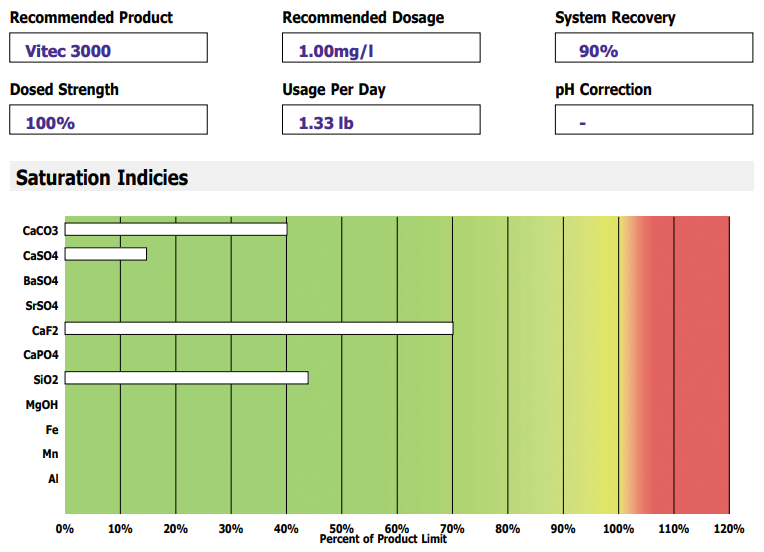 Recommended Product Recommended Dosage System Recovery
Vitec 3000 1.00mg/l 90%
Dosed Strength Usage Per Day pH Correction
100% 1.33 lb -
Saturation Indicies
CaCO3
CaSO4
BaSO4
SrSO4
CaF2
CaPO4
SiO2
MgOH
Fe
Mn
Al
0% 10% 20% 30% 40% 50% 60% 70% 80% 90% 100% 110% 120%
Percent of Product Limit